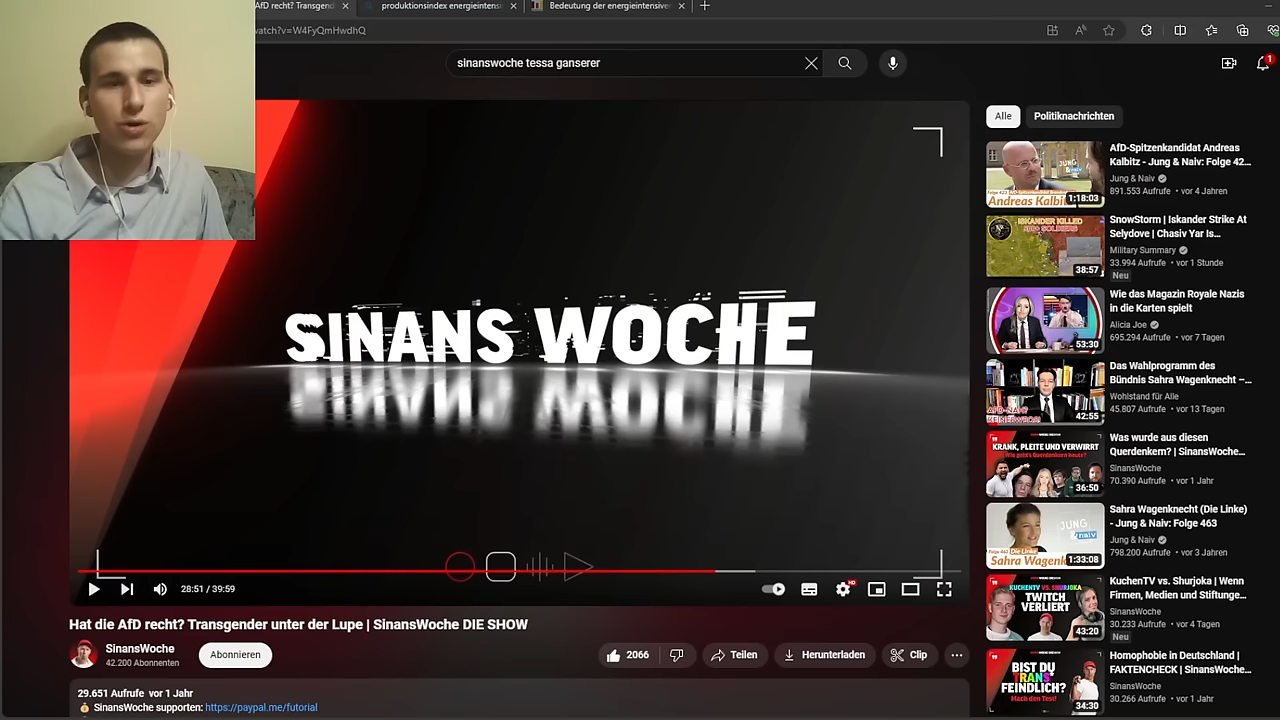 AfD recht? Transgend
produktionsindex energieintens
Bedeutung der energieintensive
watch?v=W4FyQmHwdhQ
sinanswoche tessa ganserer
1
SINANS WOCHE
28:51 / 39:59
HD
Hat die AfD recht? Transgender unter der Lupe | SinansWoche DIE SHOW
SinansWoche
42.200 Abonnenten
Abonnieren
2066
Teilen
Herunterladen
Clip
29.651 Aufrufe vor 1 Jahr
SinansWoche supporten: https://paypal.me/futorial
Alle
Politiknachrichten
Andreas Kalbi
JUNG
& naiv
1:18:03
AfD-Spitzenkandidat Andreas
Kalbitz - Jung & Naiv: Folge 42...
Jung & Naiv
891.553 Aufrufe • vor 4 Jahren
ISKANDER KILLED
38:57
SnowStorm | Iskander Strike At
Selydove | Chasiv Yar Is...
Military Summary
33.994 Aufrufe • vor 1 Stunde
Neu
53:30
Wie das Magazin Royale Nazis
in die Karten spielt
Alicia Joe
695.294 Aufrufe • vor 7 Tagen
42:55
Das Wahlprogramm des
Bündnis Sahra Wagenknecht –...
Wohlstand für Alle
45.807 Aufrufe • vor 13 Tagen
KRANK, PLEITE UND VERWIRRT
36:50
Was wurde aus diesen
Querdenkern? | SinansWoche...
SinansWoche
70.390 Aufrufe • vor 1 Jahr
JUNG
& naiv
Die Linke
Sahra Wagenk
1:33:08
Sahra Wagenknecht (Die Linke)
- Jung & Naiv: Folge 463
Jung & Naiv
798.200 Aufrufe • vor 3 Jahren
KUCHENTV VS. SHURJOKA
TWITCH
VERLIERT
43:20
KuchenTV vs. Shurjoka | Wenn
Firmen, Medien und Stiftunge...
SinansWoche
30.233 Aufrufe • vor 4 Tagen
Neu
BIST DU
TRANS
FEINDLICH?
Mach den Test!
34:30
Homophobie in Deutschland |
FAKTENCHECK | SinansWoche...
SinansWoche
30.266 Aufrufe • vor 1 Jahr